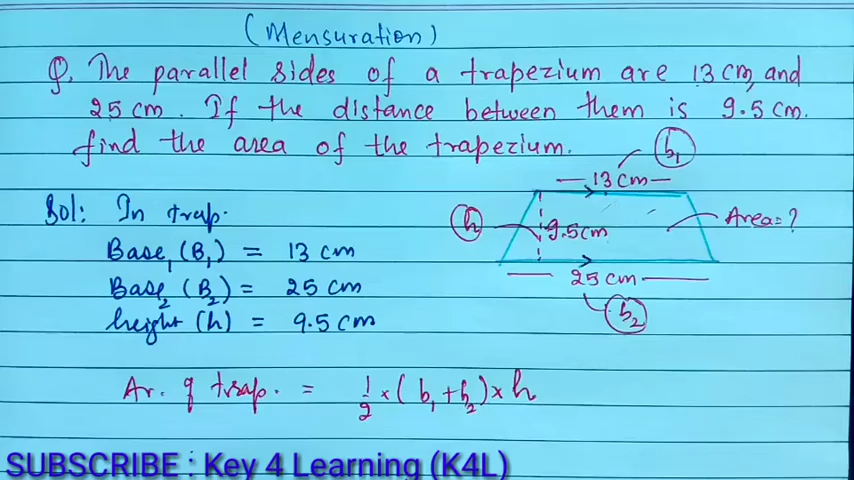 (Mensuration)
Q. The parallel sides of a trapezium are 13 cm, and
25 cm. If the distance between them is 9.5 cm.
find the area of the trapezium.
b1
13 cm
Sol: In trap.
h
9.5cm
Area = ?
Base1 (B1) = 13 cm
Base2 (B2) = 25 cm
25 cm
b2
height (h) = 9.5 cm
Ar. of trap. = 1/2 × (b1 + b2) × h
SUBSCRIBE : Key 4 Learning (K4L)